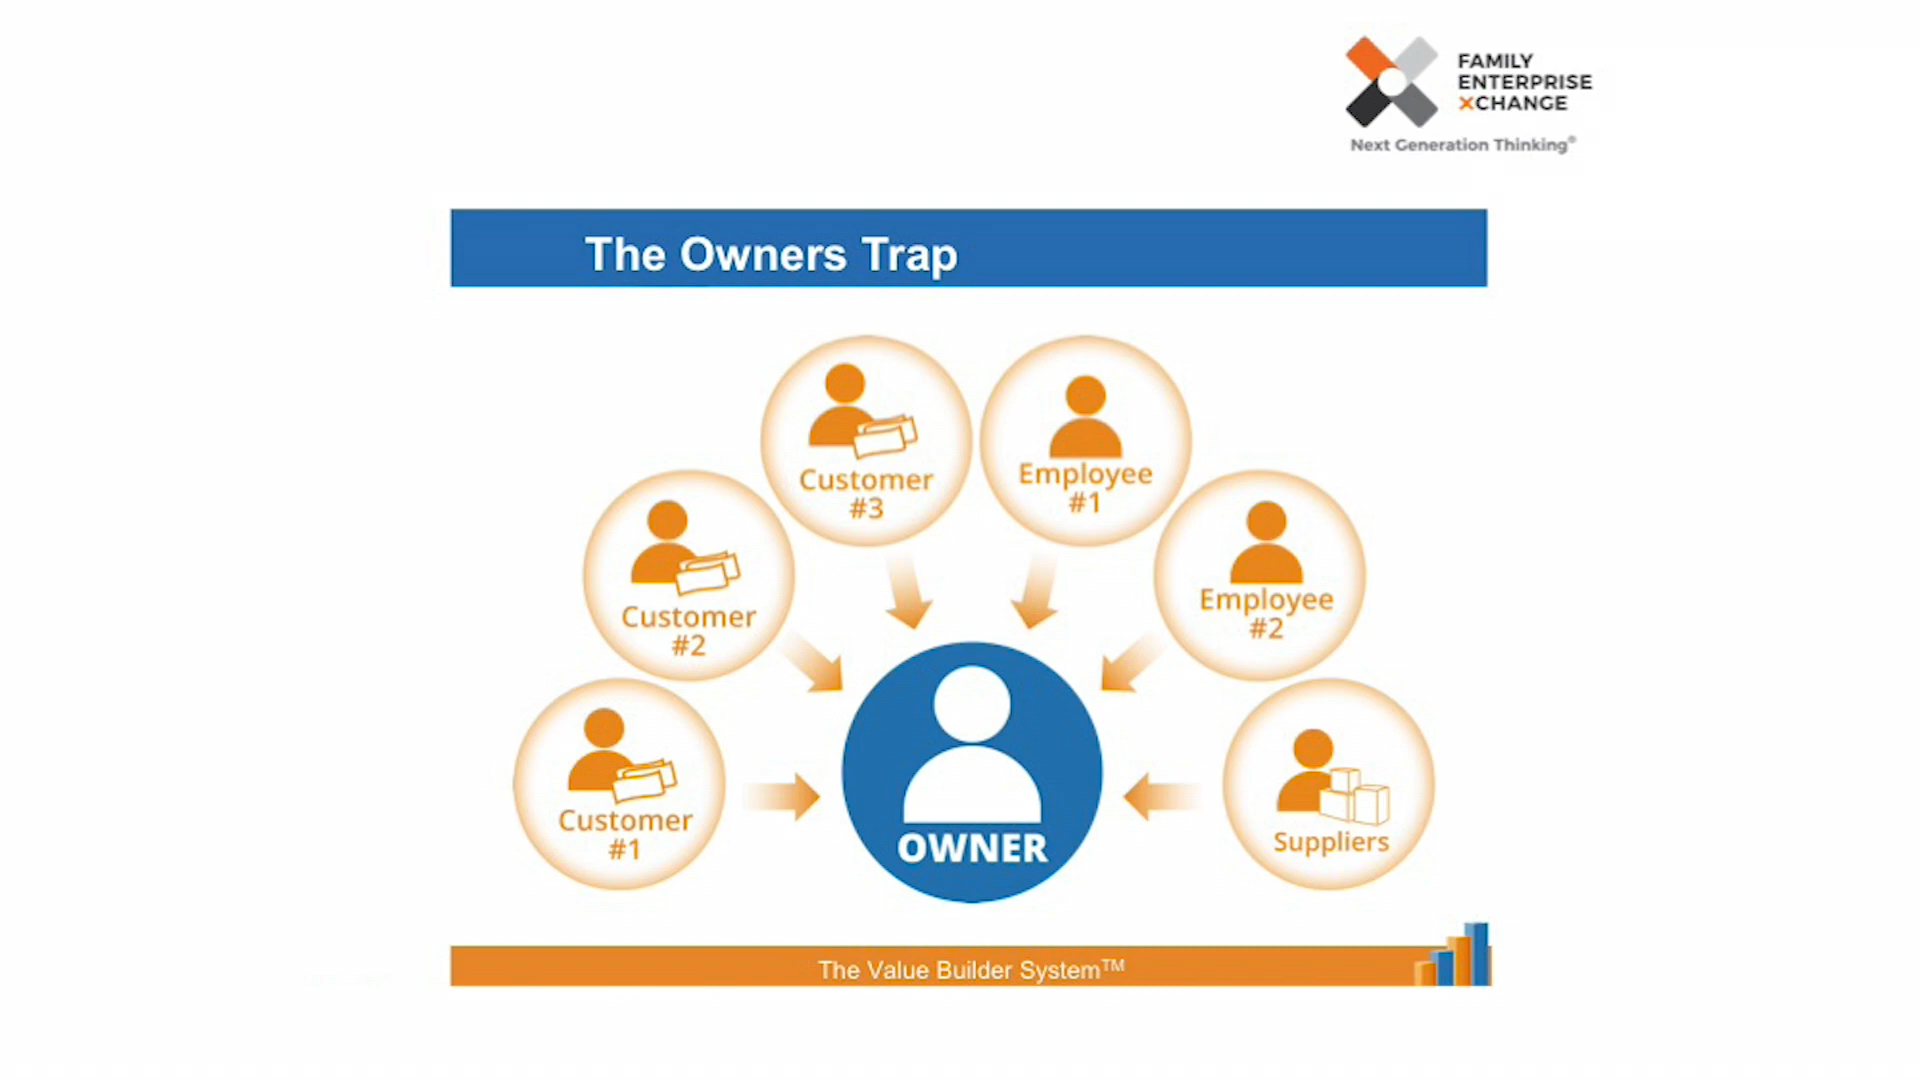 FAMILY
ENTERPRISE
XCHANGE
Next Generation Thinking®
The Owners Trap
Customer
#3
Employee
#1
Customer
#2
Employee
#2
Customer
#1
OWNER
Suppliers
The Value Builder System™